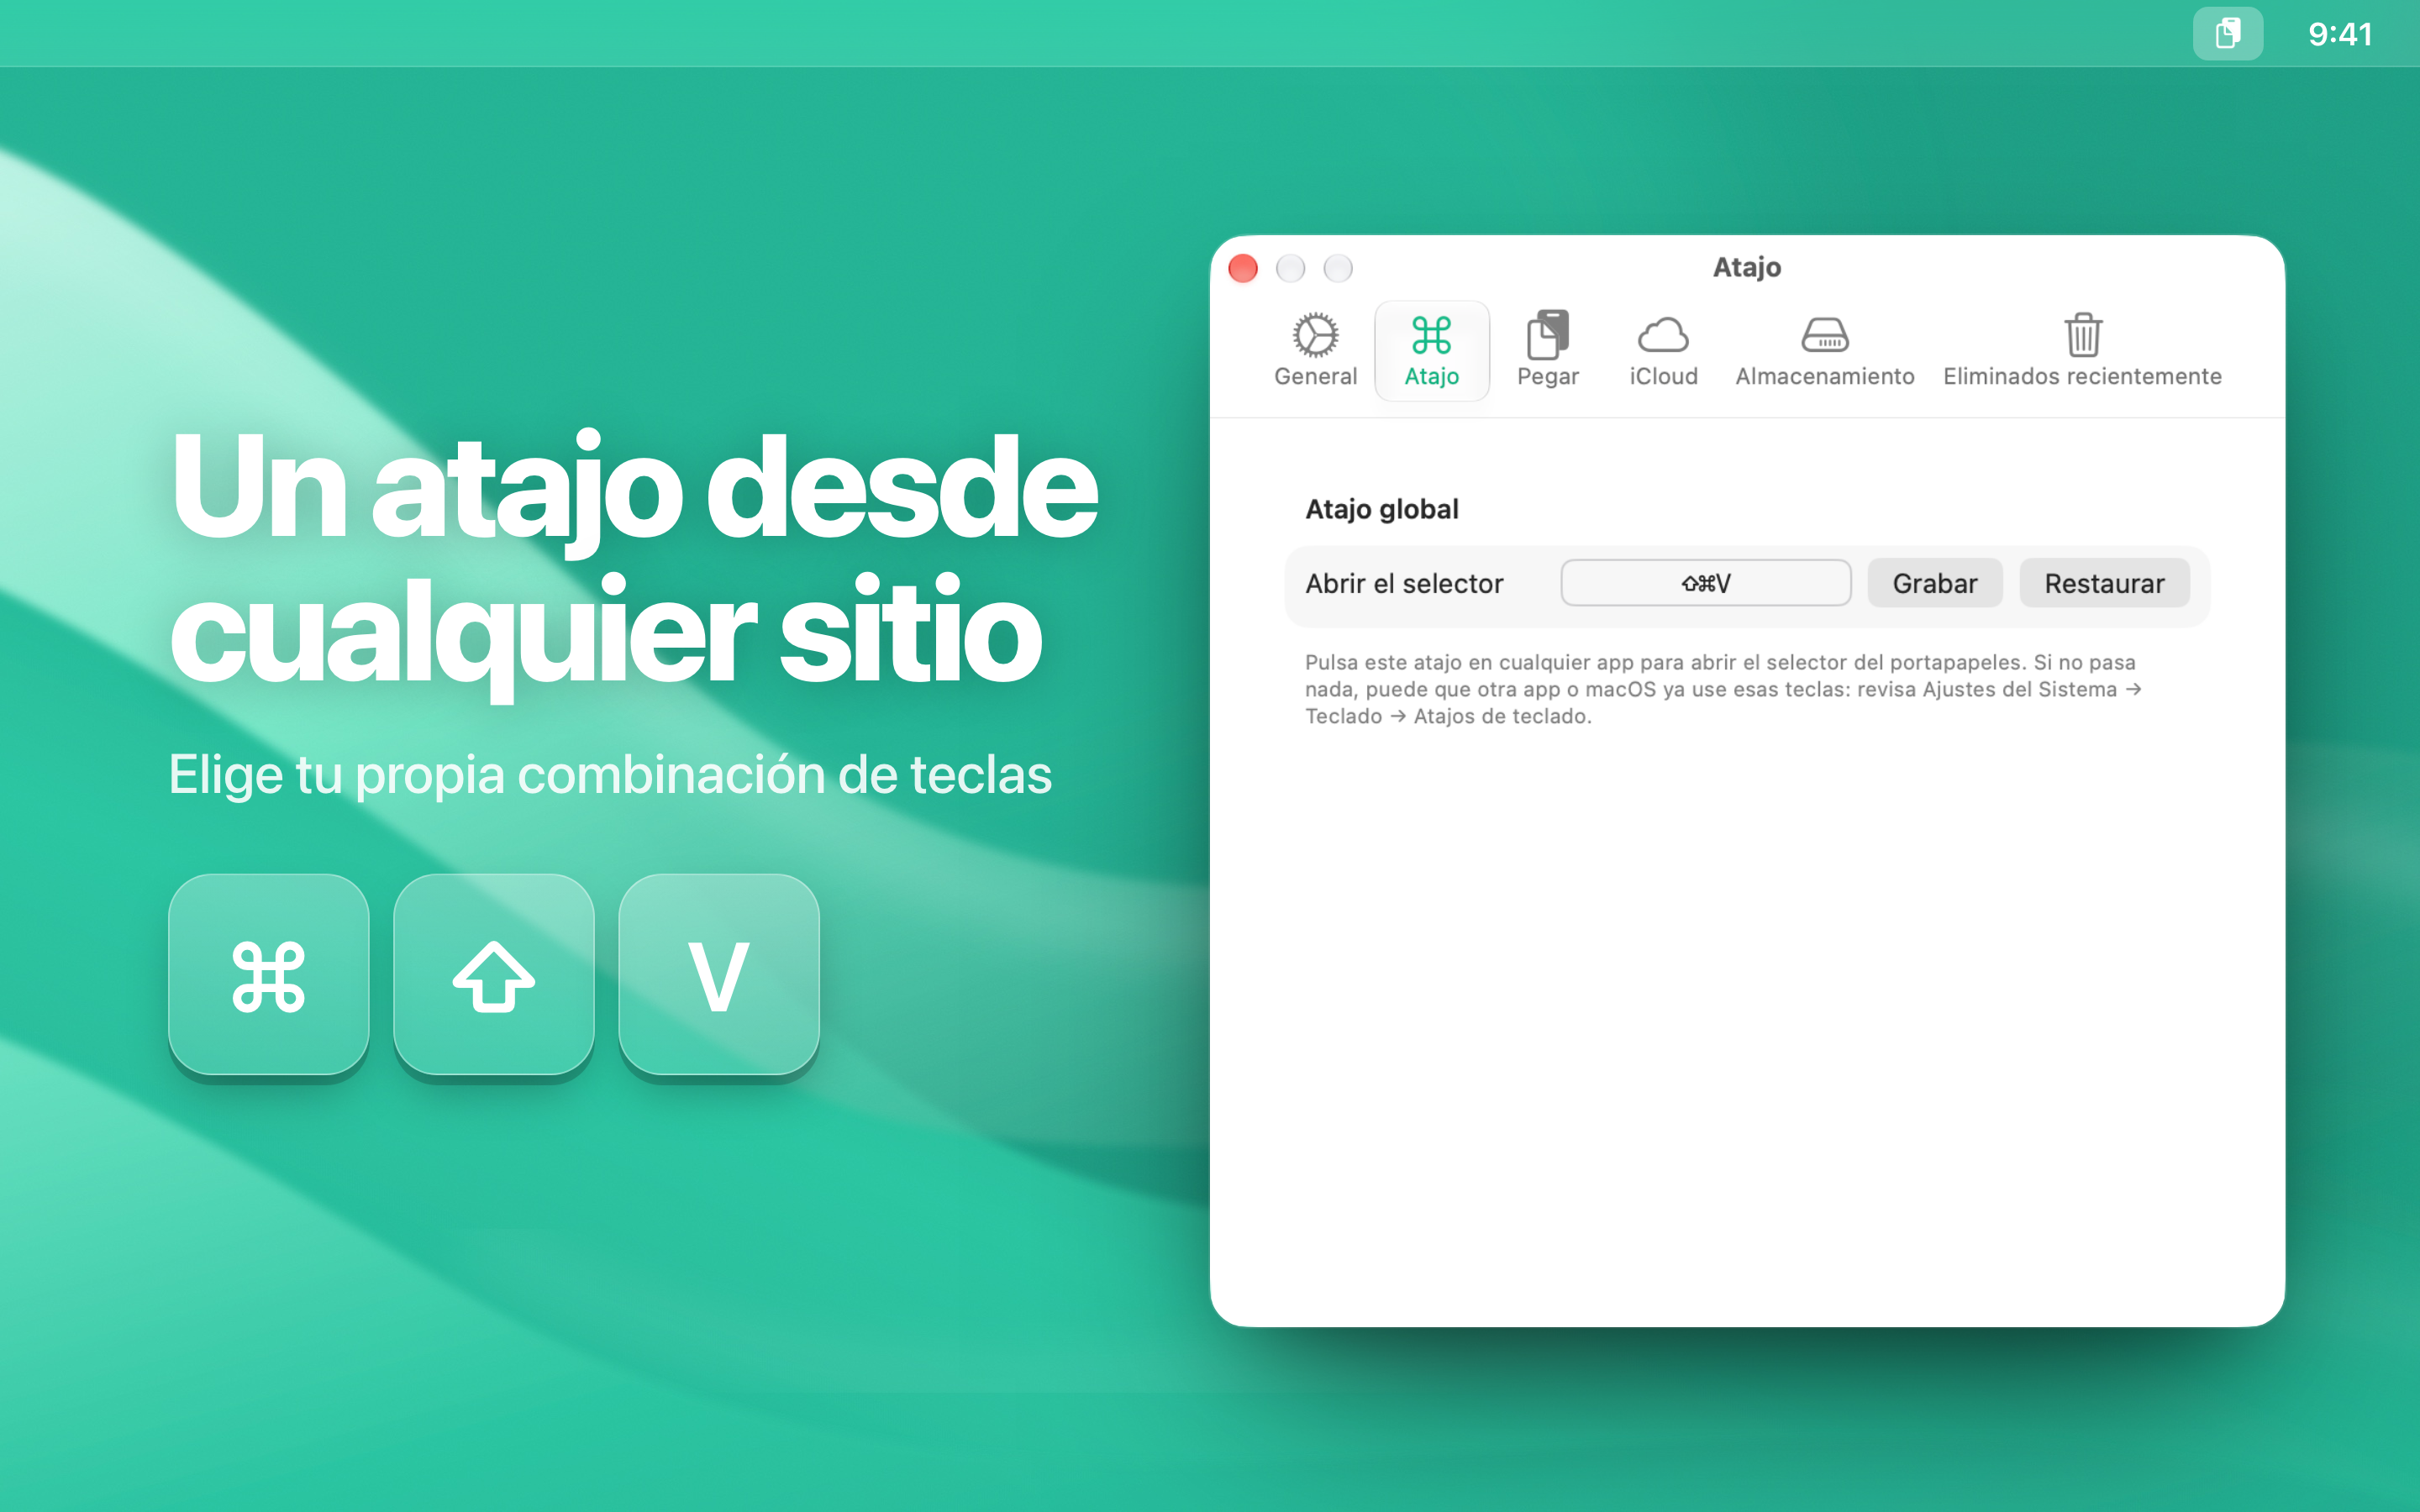 9:41
Un atajo desde
cualquier sitio
Elige tu propia combinación de teclas
⌘ ⇧ V
Atajo
General Atajo Pegar iCloud Almacenamiento Eliminados recientemente
Atajo global
Abrir el selector ⇧⌘V Grabar Restaurar
Pulsa este atajo en cualquier app para abrir el selector del portapapeles. Si no pasa
nada, puede que otra app o macOS ya use esas teclas: revisa Ajustes del Sistema →
Teclado → Atajos de teclado.